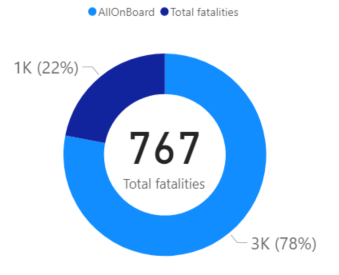 AllOnBoard Total fatalities
1K (22%)
767
Total fatalities
3K (78%)